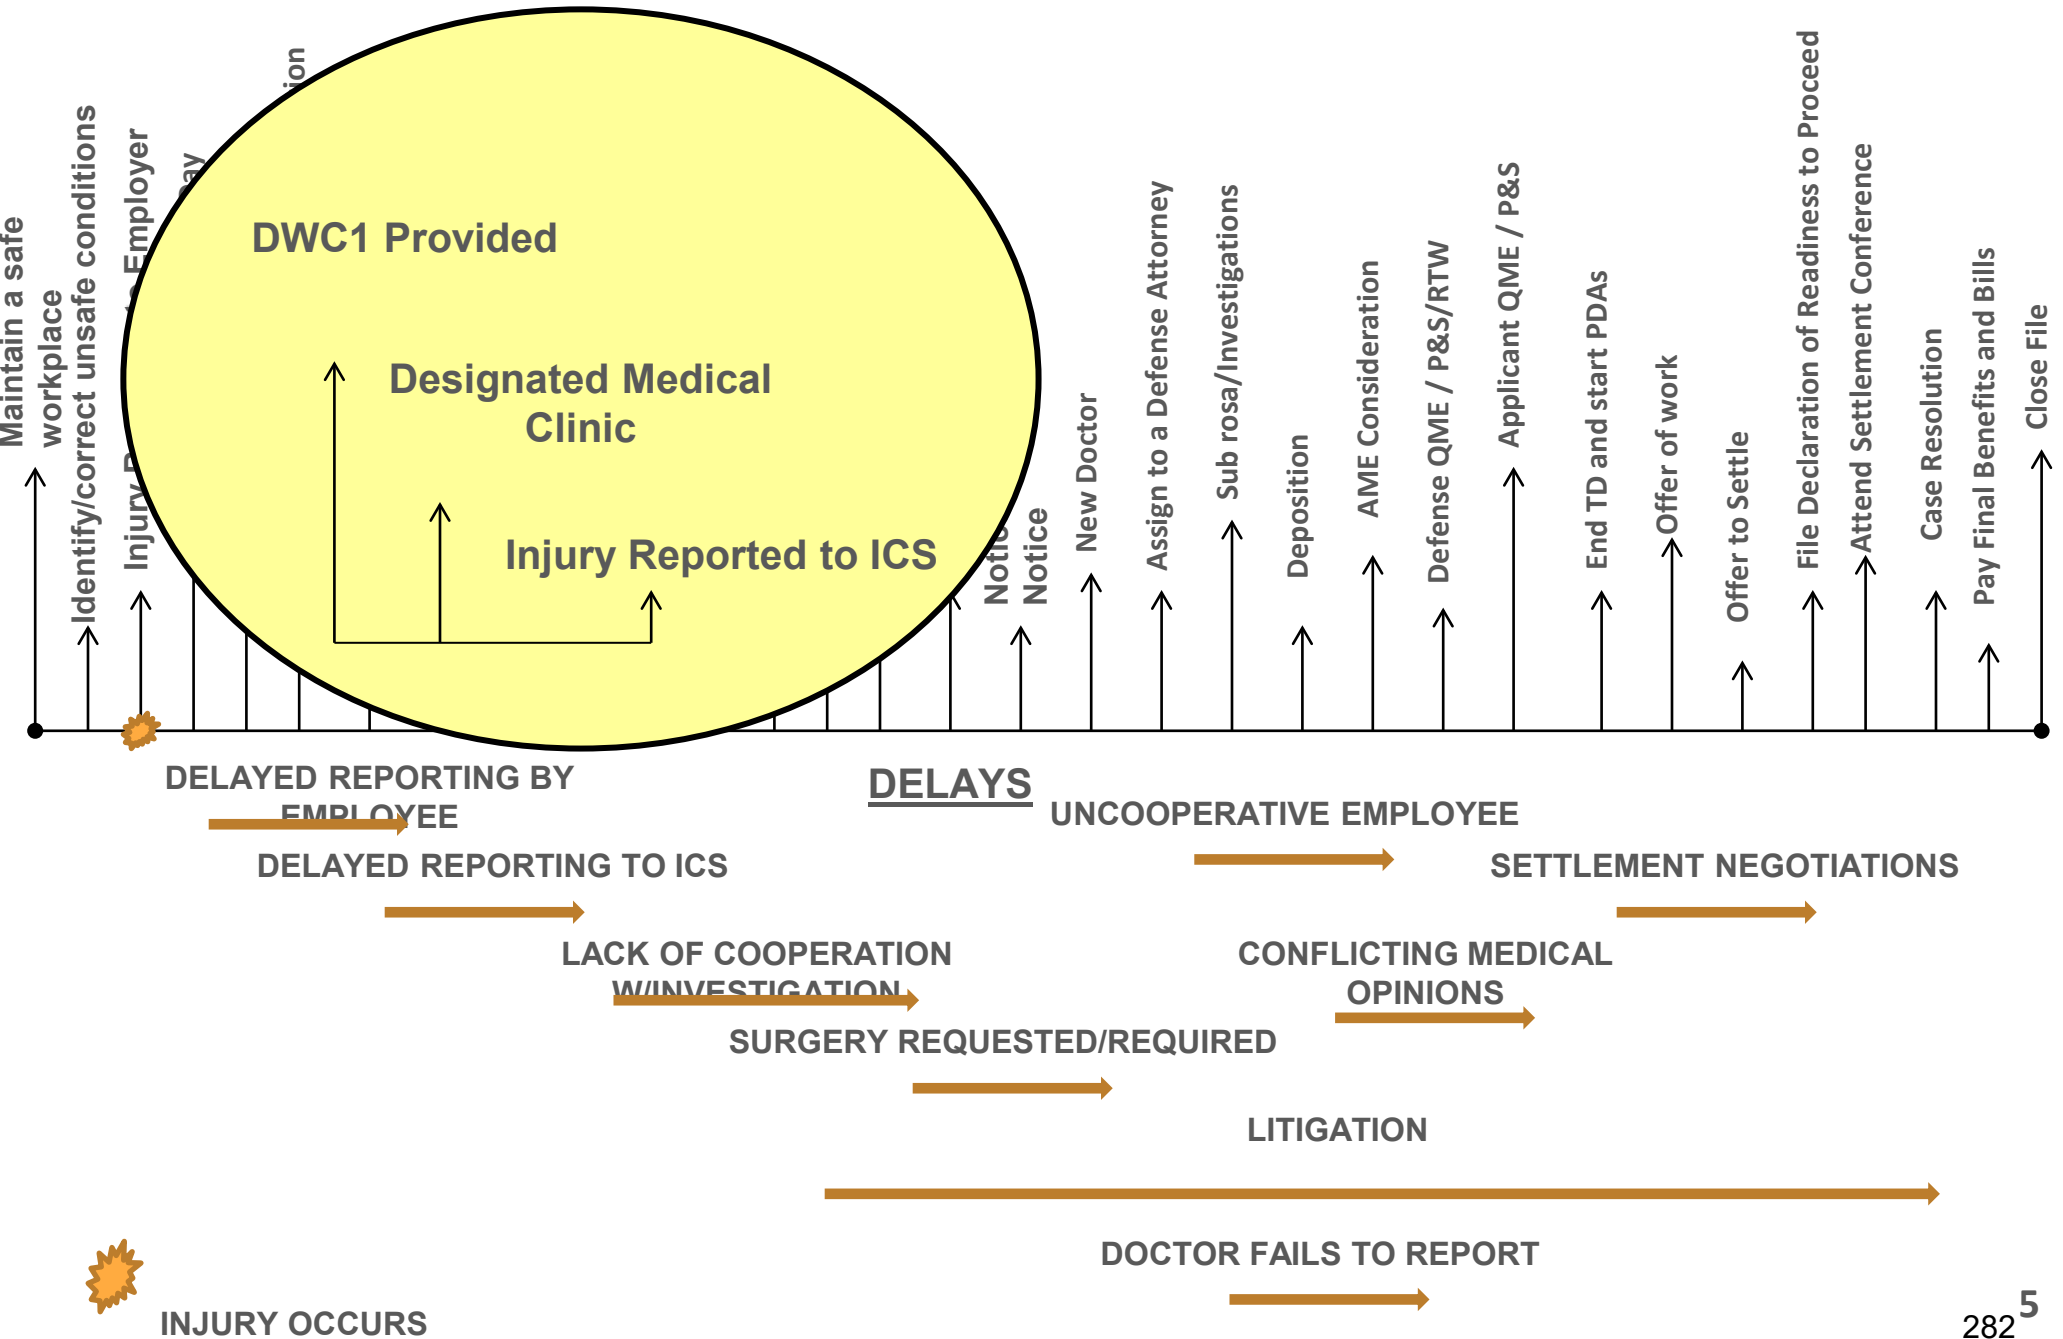 Maintain a safe
workplace
Identify/correct unsafe conditions
Injury
Employer
DWC1 Provided
Designated Medical
Clinic
Injury Reported to ICS
Notice
New Doctor
Assign to a Defense Attorney
Sub rosa/Investigations
Deposition
AME Consideration
Defense QME / P&S/RTW
Applicant QME / P&S
End TD and start PDAs
Offer of work
Offer to Settle
File Declaration of Readiness to Proceed
Attend Settlement Conference
Case Resolution
Pay Final Benefits and Bills
Close File
DELAYED REPORTING BY
EMPLOYEE
DELAYS
UNCOOPERATIVE EMPLOYEE
DELAYED REPORTING TO ICS
SETTLEMENT NEGOTIATIONS
LACK OF COOPERATION
W/INVESTIGATION
CONFLICTING MEDICAL
OPINIONS
SURGERY REQUESTED/REQUIRED
LITIGATION
DOCTOR FAILS TO REPORT
INJURY OCCURS
5
282